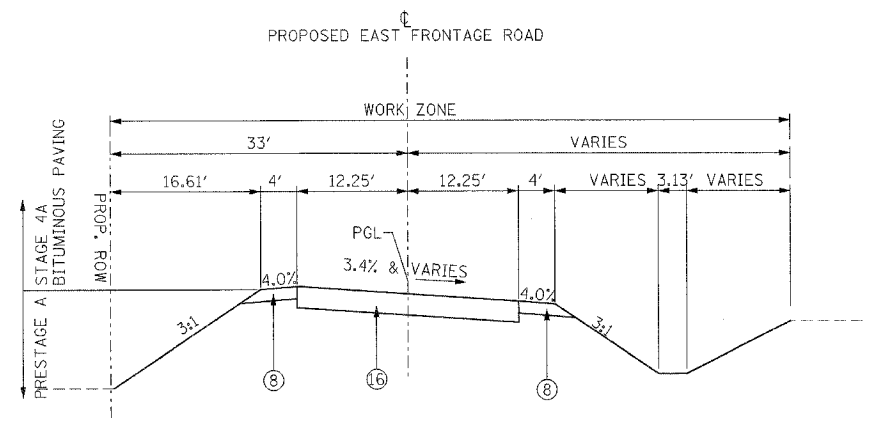 ℄
PROPOSED EAST FRONTAGE ROAD
WORK ZONE
33'
VARIES
16.61'
4'
12.25'
12.25'
4'
VARIES
3.13'
VARIES
PRESTAGE A STAGE 4A
BITUMINOUS PAVING
PROP. ROW
PGL
3.4% & VARIES
4.0%
4.0%
3:1
3:1
8
16
8